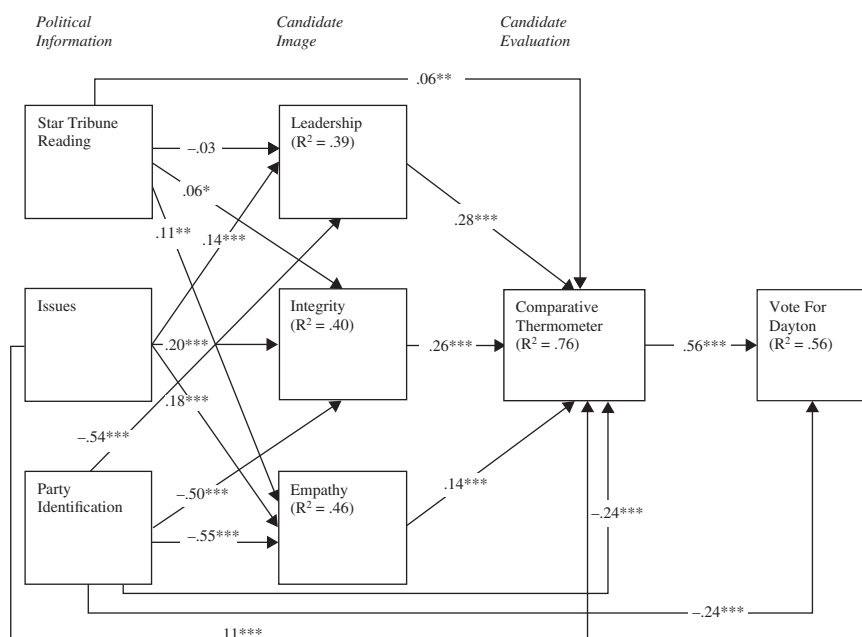 Political
Information
Candidate
Image
Candidate
Evaluation
.06**
Star Tribune
Reading
Leadership
(R² = .39)
–.03
.06*
.11**
.14***
.28***
Issues
Integrity
(R² = .40)
Comparative
Thermometer
(R² = .76)
Vote For
Dayton
(R² = .56)
.20***
.26***
.56***
.18***
–.54***
Party
Identification
Empathy
(R² = .46)
–.50***
.14***
–.55***
–.24***
–.24***
.11***